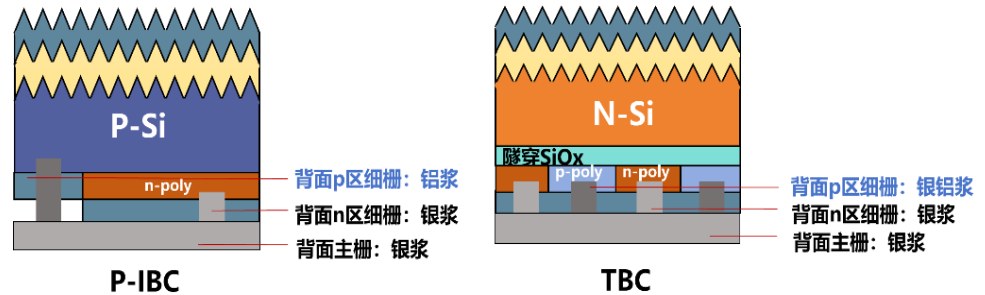 P-Si
n-poly
背面p区细栅：铝浆
背面n区细栅：银浆
背面主栅：银浆
P-IBC
N-Si
隧穿SiOx
p-poly
n-poly
背面p区细栅：银铝浆
背面n区细栅：银浆
背面主栅：银浆
TBC